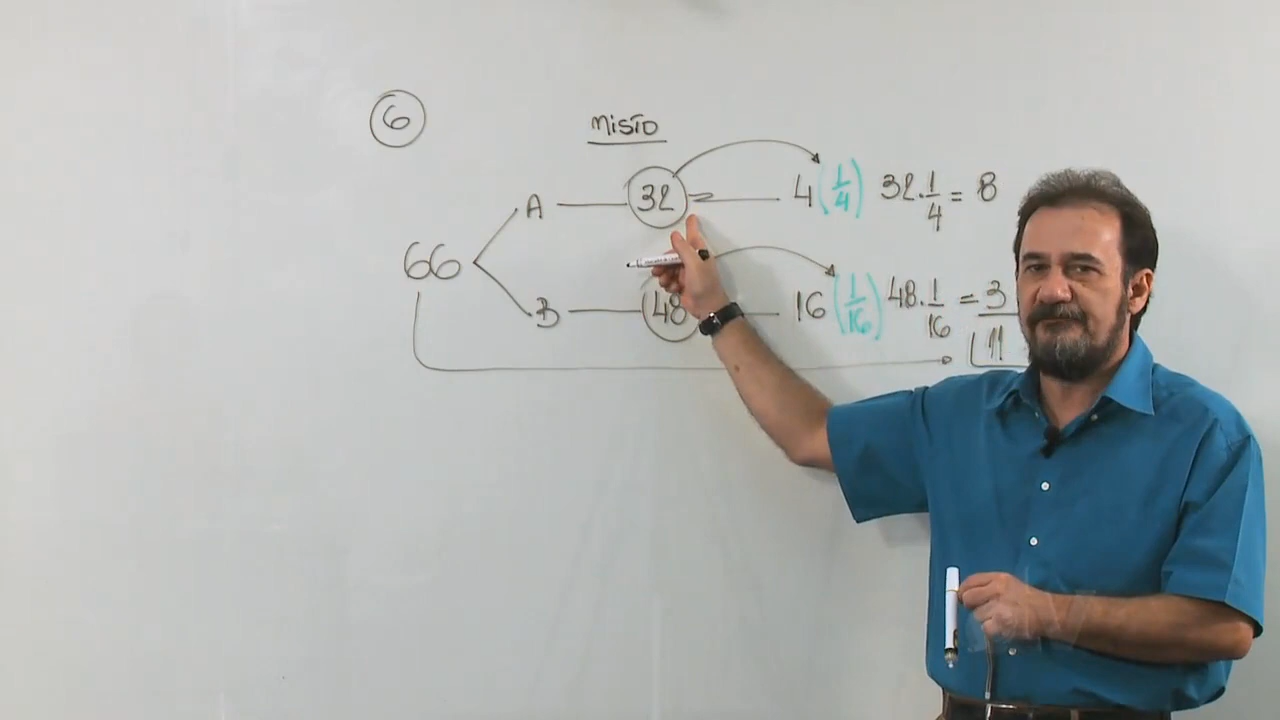 6
MISTO
A 32 4 (1/4) 32 · 1/4 = 8
66
B 48 16 (1/16) 48 · 1/16 = 3
11